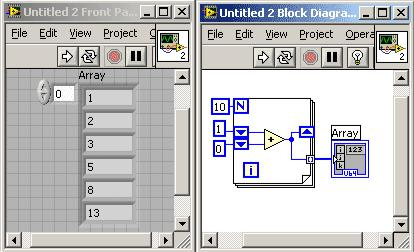 Untitled 2 Front Pa...
File Edit View Project
2
Array
0
1
2
3
5
8
13
Untitled 2 Block Diagra...
File Edit View Project Opera
2
10 N
1
0
+
i
Array
i 123
j
k
U64